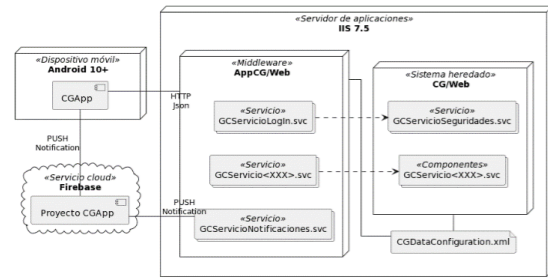 «Servidor de aplicaciones»
IIS 7.5
«Dispositivo móvil»
Android 10+
CGApp
HTTP
Json
PUSH
Notification
«Servicio cloud»
Firebase
Proyecto CGApp
PUSH
Notification
«Middleware»
AppCG/Web
«Servicio»
GCServicioLogIn.svc
«Servicio»
GCServicio<XXX>.svc
«Servicio»
GCServicioNotificaciones.svc
«Sistema heredado»
CG/Web
«Servicio»
GCServicioSeguridades.svc
«Componentes»
GCServicio<XXX>.svc
CGDataConfiguration.xml